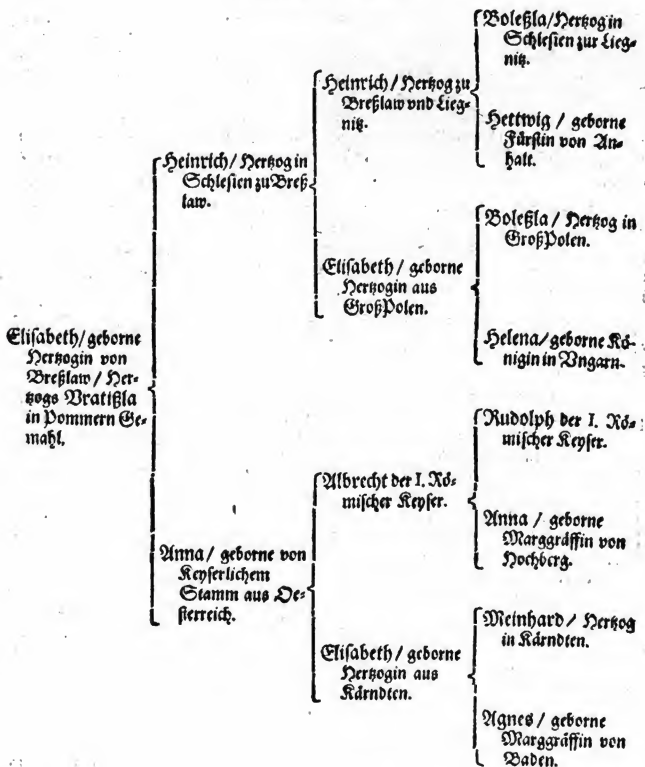 Elisabeth/ geborne
Hertzogin von
Breßlaw / Her-
tzogs Vratißla
in Pommern Ge-
mahl.
Heinrich / Hertzog in
Schlesien zu Breß-
law.
Anna / geborne von
Keyserlichem
Stamm aus Oe-
sterreich.
Heinrich / Hertzog zu
Breßlaw vnd Lieg-
nitz.
Elisabeth / geborne
Hertzogin aus
GroßPolen.
Albrecht der I. Rö-
mischer Keyser.
Elisabeth / geborne
Hertzogin aus
Kärndten.
Boleßla / Hertzog in
Schlesien zur Lieg-
nitz.
Hettwig / geborne
Fürstin von An-
halt.
Boleßla / Hertzog in
GroßPolen.
Helena/ geborne Kö-
nigin in Vngarn.
Rudolph der I. Rö-
mischer Keyser.
Anna / geborne
Marggräffin von
Hochberg.
Meinhard / Hertzog
in Kärndten.
Agnes / geborne
Marggräffin von
Baden.